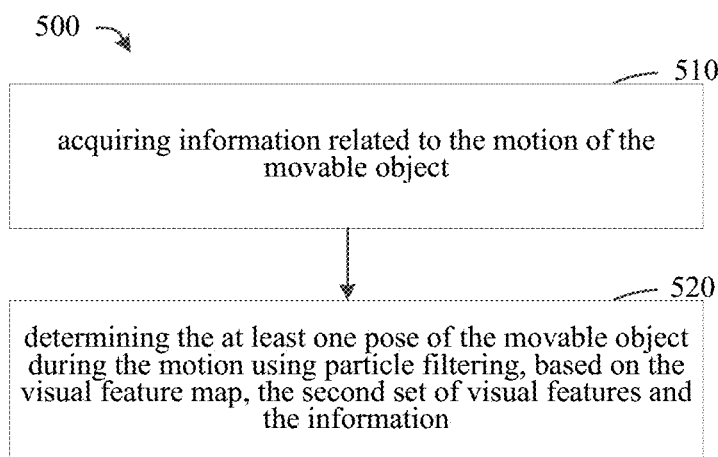 500
510
acquiring information related to the motion of the
movable object
520
determining the at least one pose of the movable object
during the motion using particle filtering, based on the
visual feature map, the second set of visual features and
the information